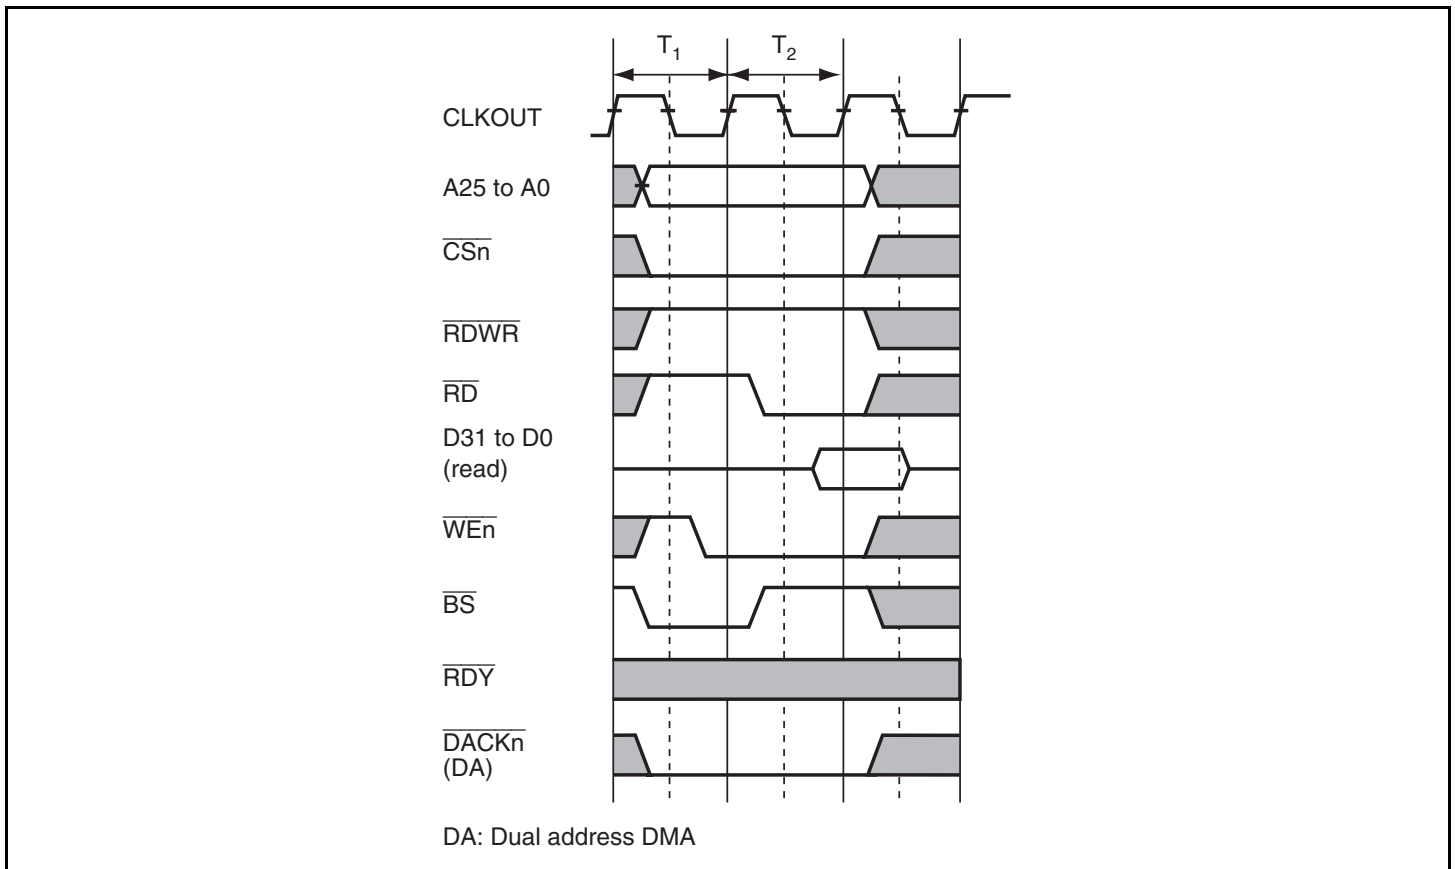 T1 T2
CLKOUT
A25 to A0
CSn
RDWR
RD
D31 to D0
(read)
WEn
BS
RDY
DACKn
(DA)
DA: Dual address DMA